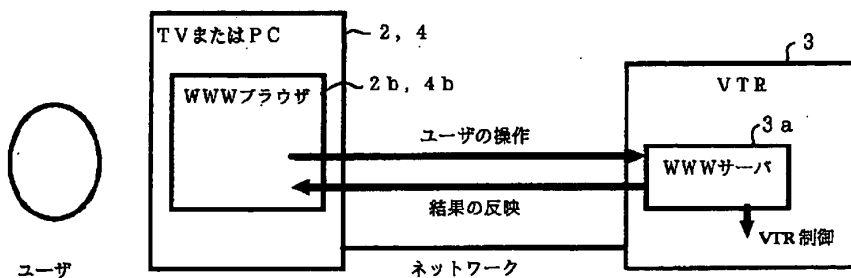 TVまたはPC
2, 4
WWWブラウザ
2b, 4b
ユーザの操作
結果の反映
ネットワーク
ユーザ
3
VTR
3a
WWWサーバ
VTR制御